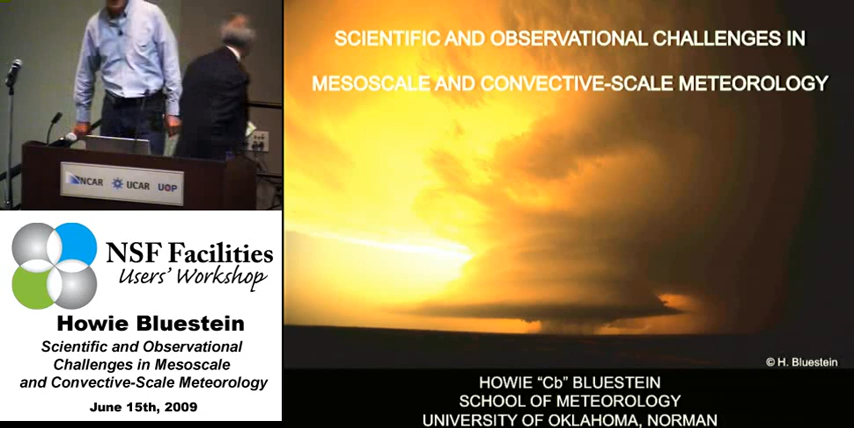 NCAR UCAR UOP
NSF Facilities
Users' Workshop
Howie Bluestein
Scientific and Observational
Challenges in Mesoscale
and Convective-Scale Meteorology
June 15th, 2009
SCIENTIFIC AND OBSERVATIONAL CHALLENGES IN
MESOSCALE AND CONVECTIVE-SCALE METEOROLOGY
© H. Bluestein
HOWIE “Cb” BLUESTEIN
SCHOOL OF METEOROLOGY
UNIVERSITY OF OKLAHOMA, NORMAN